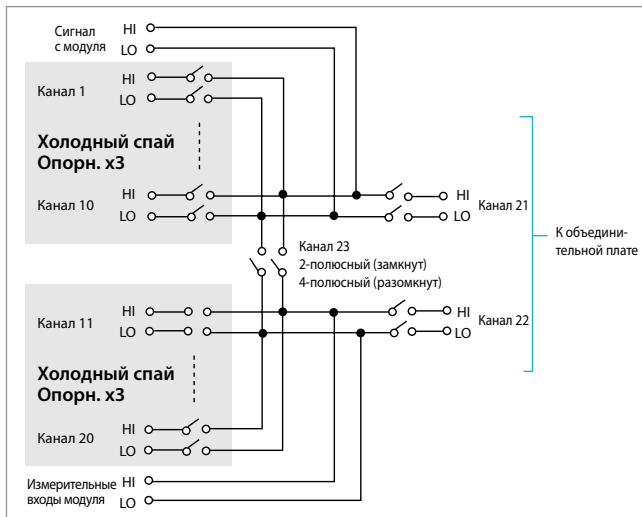 Сигнал
с модуля
HI
LO
Канал 1
HI
LO
Холодный спай
Опорн. x3
Канал 10
HI
LO
HI
LO
Канал 21
К объедини-
тельной плате
Канал 23
2-полюсный (замкнут)
4-полюсный (разомкнут)
Канал 11
HI
LO
HI
LO
Канал 22
Холодный спай
Опорн. x3
Канал 20
HI
LO
Измерительные
входы модуля
HI
LO